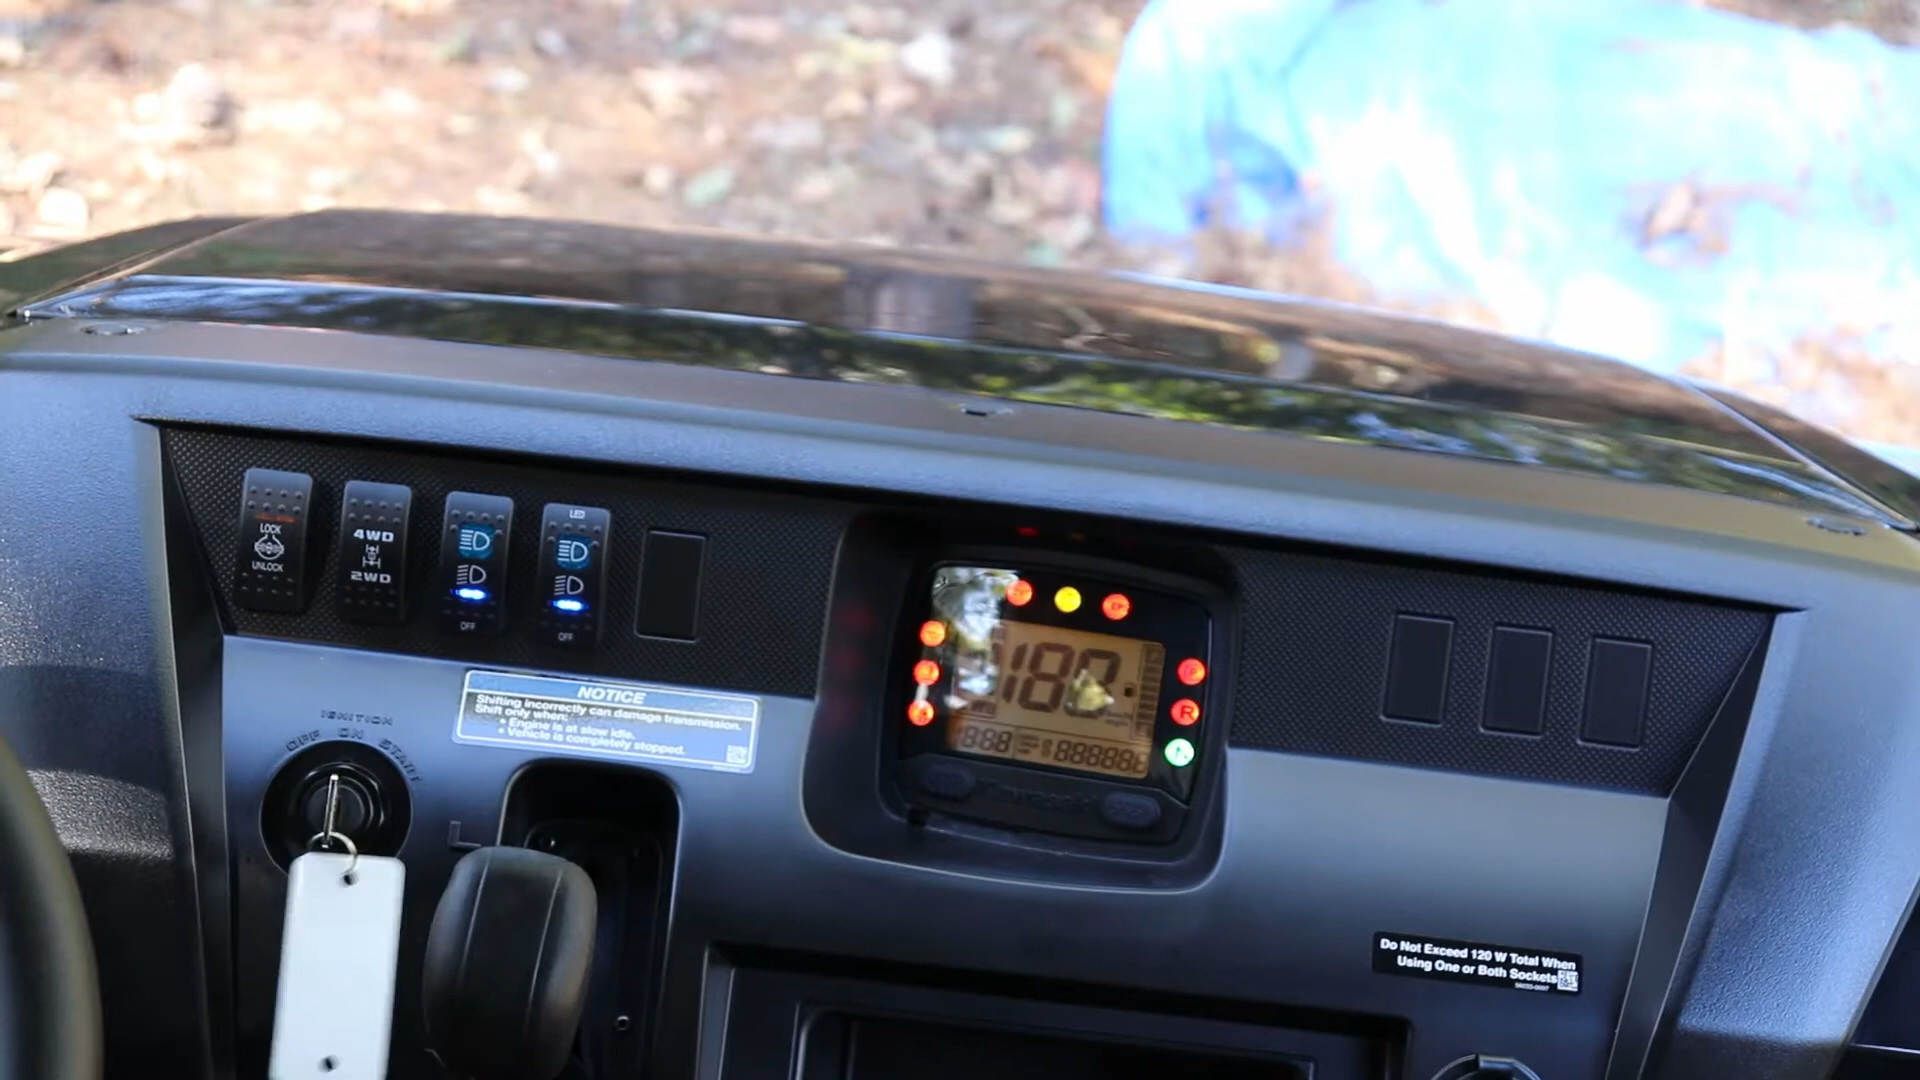 LOCK
UNLOCK
4WD
2WD
OFF
LED
OFF
NOTICE
Shifting incorrectly can damage transmission.
Shift only when:
• Engine is at slow idle.
• Vehicle is completely stopped.
IGNITION
OFF ON START
L
188
R
Do Not Exceed 120 W Total When
Using One or Both Sockets